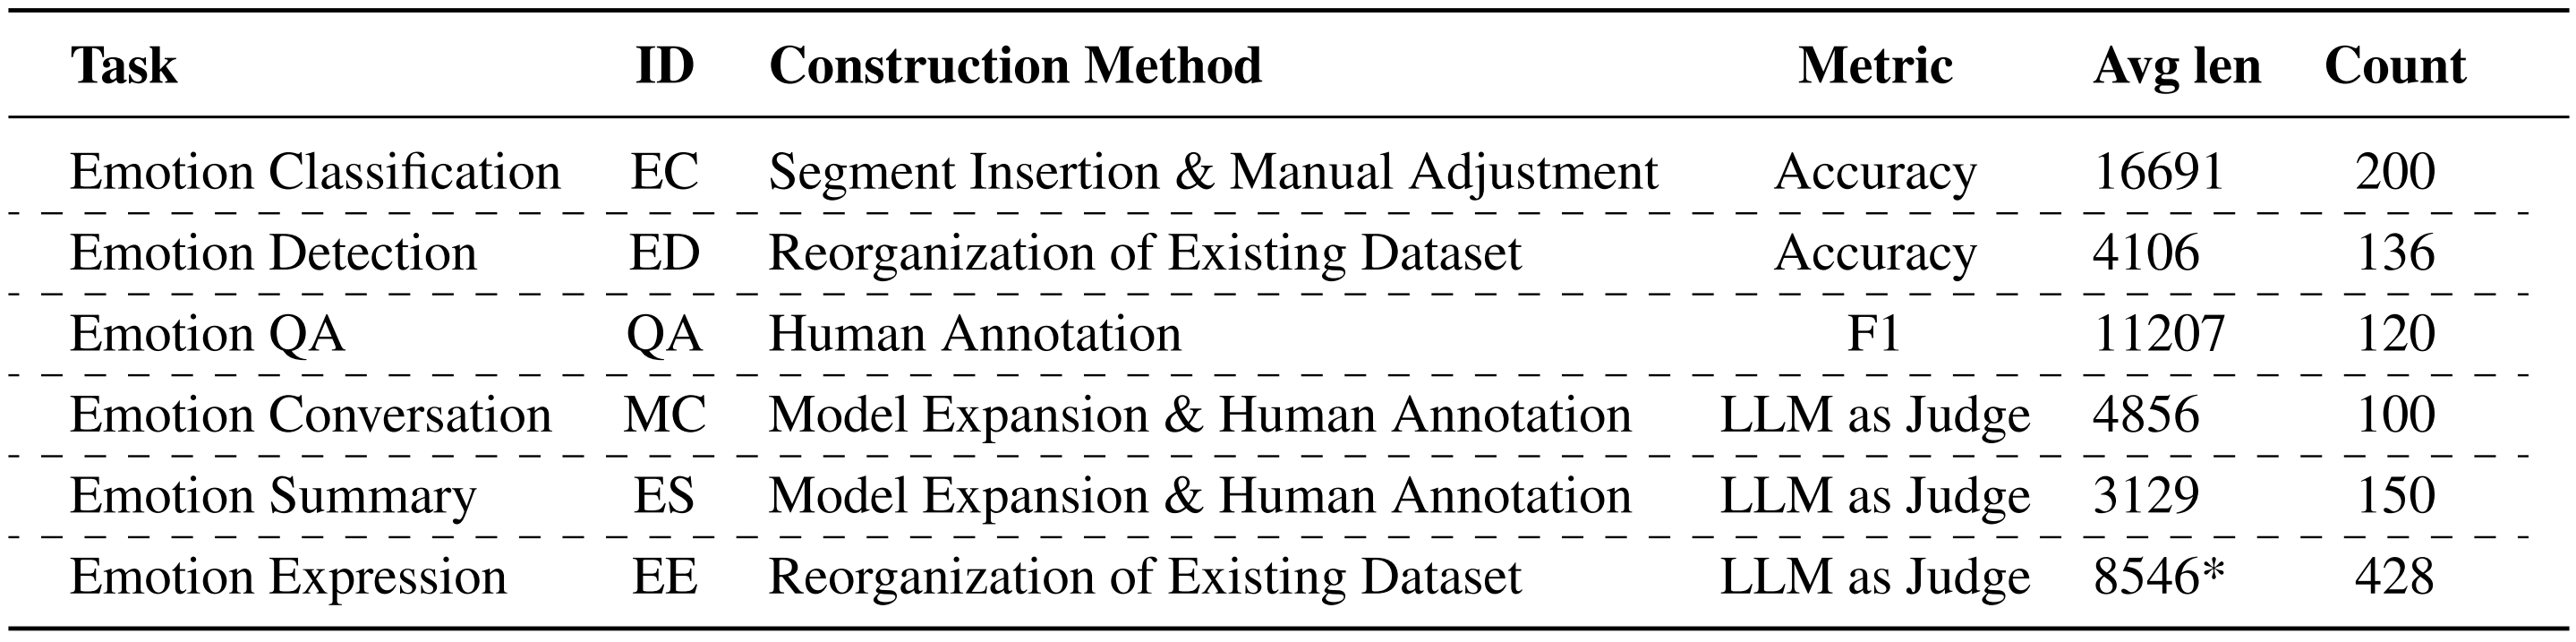 Task ID Construction Method Metric Avg len Count
Emotion Classification EC Segment Insertion & Manual Adjustment Accuracy 16691 200
Emotion Detection ED Reorganization of Existing Dataset Accuracy 4106 136
Emotion QA QA Human Annotation F1 11207 120
Emotion Conversation MC Model Expansion & Human Annotation LLM as Judge 4856 100
Emotion Summary ES Model Expansion & Human Annotation LLM as Judge 3129 150
Emotion Expression EE Reorganization of Existing Dataset LLM as Judge 8546* 428